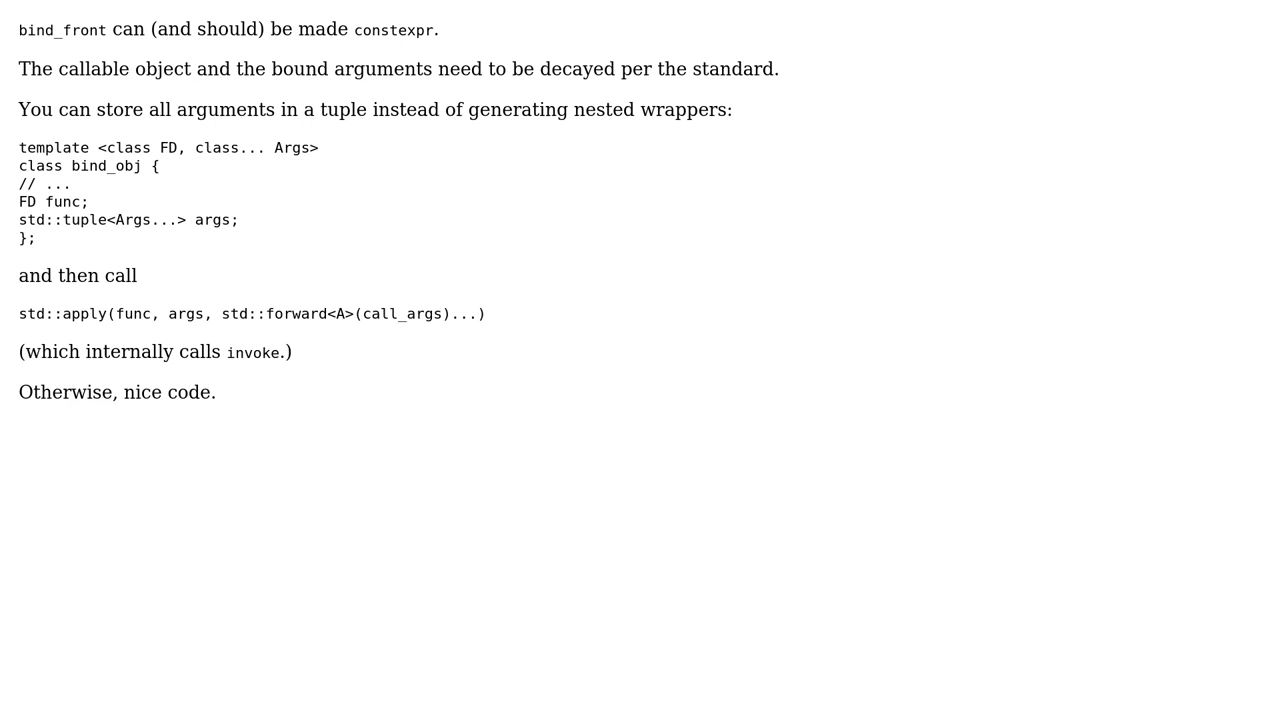 bind_front can (and should) be made constexpr.
The callable object and the bound arguments need to be decayed per the standard.
You can store all arguments in a tuple instead of generating nested wrappers:
template <class FD, class... Args>
class bind_obj {
// ...
FD func;
std::tuple<Args...> args;
};
and then call
std::apply(func, args, std::forward<A>(call_args)...)
(which internally calls invoke.)
Otherwise, nice code.